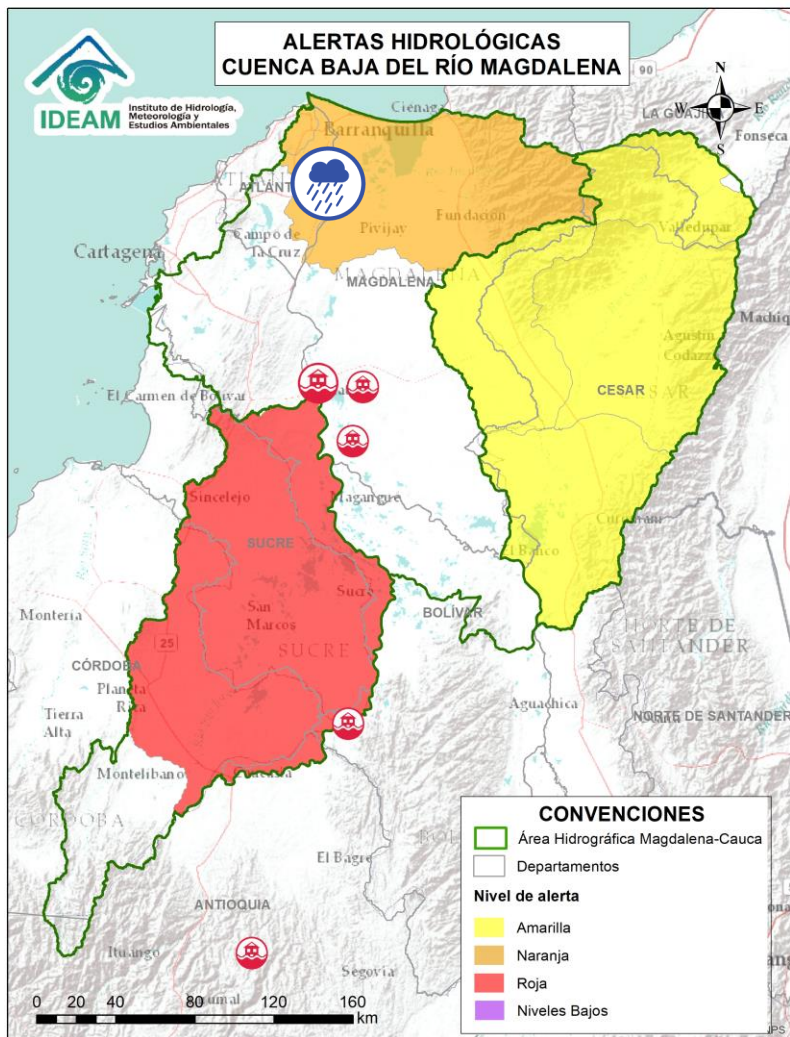 ALERTAS HIDROLÓGICAS
CUENCA BAJA DEL RÍO MAGDALENA
IDEAM
Instituto de Hidrología,
Meteorología y
Estudios Ambientales
90
N
W
E
S
Ciénaga
LA GUAJIRA
Fonseca
Barranquilla
Fundación
Valledupar
Pivijay
Campo de
la Cruz
Cartagena
MAGDALENA
MAGDALENA
Agustín
Codazzi
CESAR
El Carmen de Bolívar
Sincelejo
Magangue
SUCRE
Curumaní
El Banco
Sucre
BOLÍVAR
San
Marcos
SUCRE
Montería
NORTE DE
SANTANDER
25
CÓRDOBA
Planeta
Rica
Aguachica
NORTE DE SANTANDER
Tierra
Alta
Montelibano
CÓRDOBA
El Bagre
ANTIOQUIA
Ituango
Segovia
0 20 40 80 120 160
km
CONVENCIONES
Área Hidrográfica Magdalena-Cauca
Departamentos
Nivel de alerta
Amarilla
Naranja
Roja
Niveles Bajos